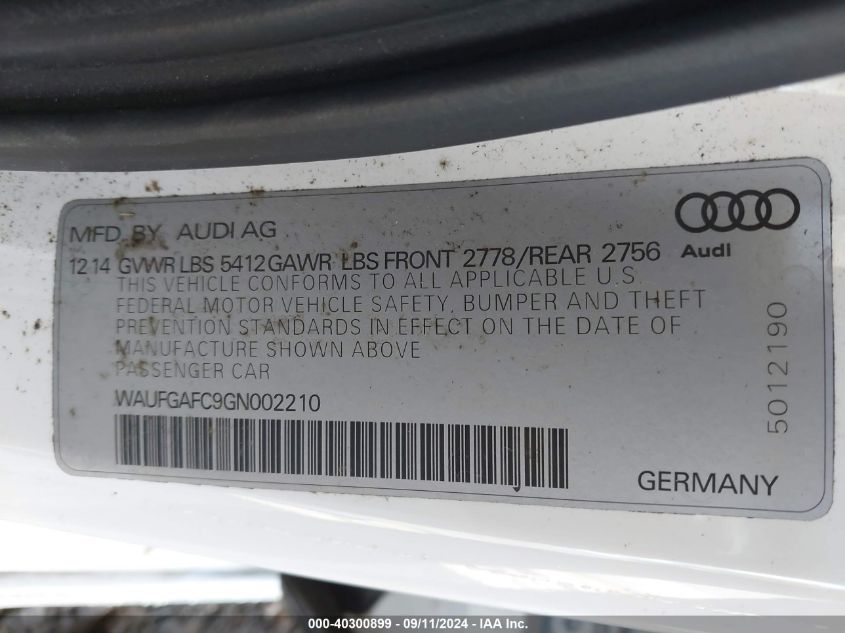 MFD BY AUDI AG
Audi
12 14 GVWR LBS 5412 GAWR LBS FRONT 2778/REAR 2756
THIS VEHICLE CONFORMS TO ALL APPLICABLE U.S.
FEDERAL MOTOR VEHICLE SAFETY, BUMPER AND THEFT
PREVENTION STANDARDS IN EFFECT ON THE DATE OF
MANUFACTURE SHOWN ABOVE
PASSENGER CAR
WAUFGAFC9GN002210
5012190
GERMANY
000-40300899 - 09/11/2024 - IAAI Inc.